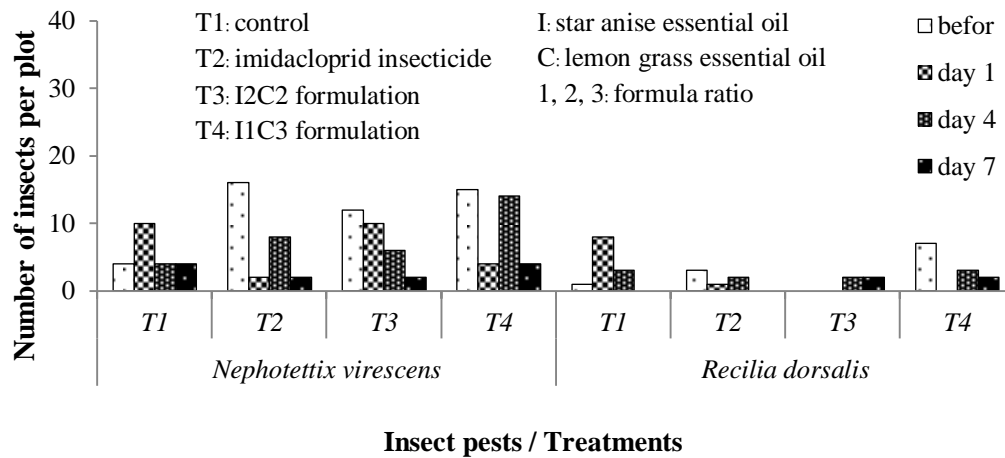 Number of insects per plot
40
30
20
10
0
T1: control
T2: imidacloprid insecticide
T3: I2C2 formulation
T4: I1C3 formulation
I: star anise essential oil
C: lemon grass essential oil
1, 2, 3: formula ratio
befor
day 1
day 4
day 7
T1 T2 T3 T4 T1 T2 T3 T4
Nephotettix virescens Recilia dorsalis
Insect pests / Treatments